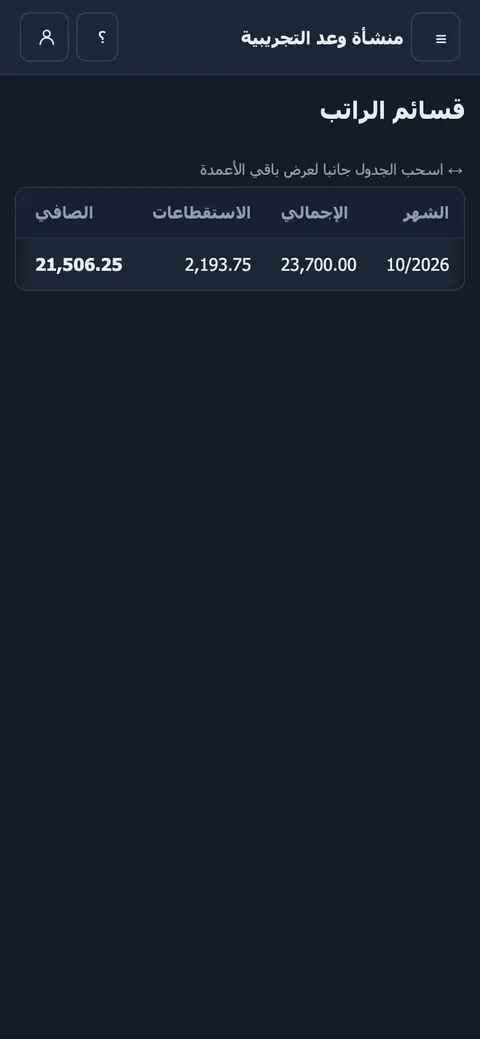 ≡ منشأة وعد التجريبية ؟
قسائم الراتب
↔ اسحب الجدول جانبا لعرض باقي الأعمدة
الشهر الإجمالي الاستقطاعات الصافي
10/2026 23,700.00 2,193.75 21,506.25